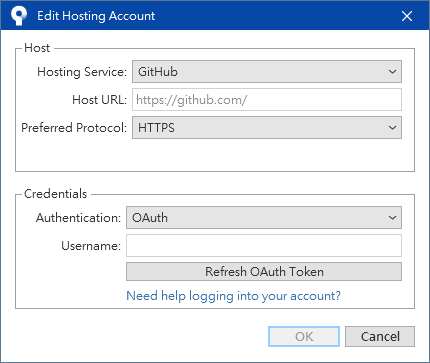 Edit Hosting Account
Host
Hosting Service: GitHub
Host URL: https://github.com/
Preferred Protocol: HTTPS
Credentials
Authentication: OAuth
Username:
Refresh OAuth Token
Need help logging into your account?
OK Cancel